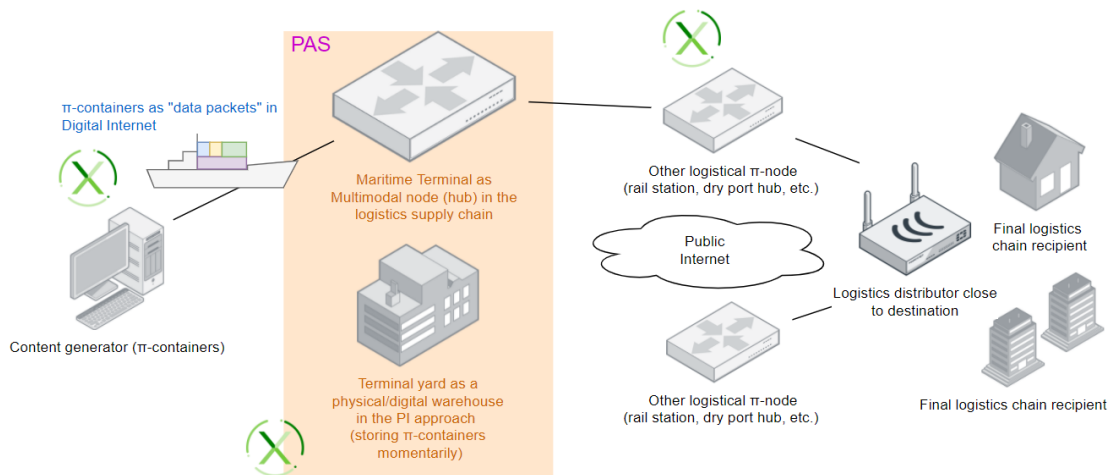 PAS
π-containers as "data packets" in
Digital Internet
Content generator (π-containers)
Maritime Terminal as
Multimodal node (hub) in the
logistics supply chain
Terminal yard as a
physical/digital warehouse
in the PI approach
(storing π-containers
momentarily)
Other logistical π-node
(rail station, dry port hub, etc.)
Public
Internet
Other logistical π-node
(rail station, dry port hub, etc.)
Logistics distributor close
to destination
Final logistics
chain recipient
Final logistics chain recipient